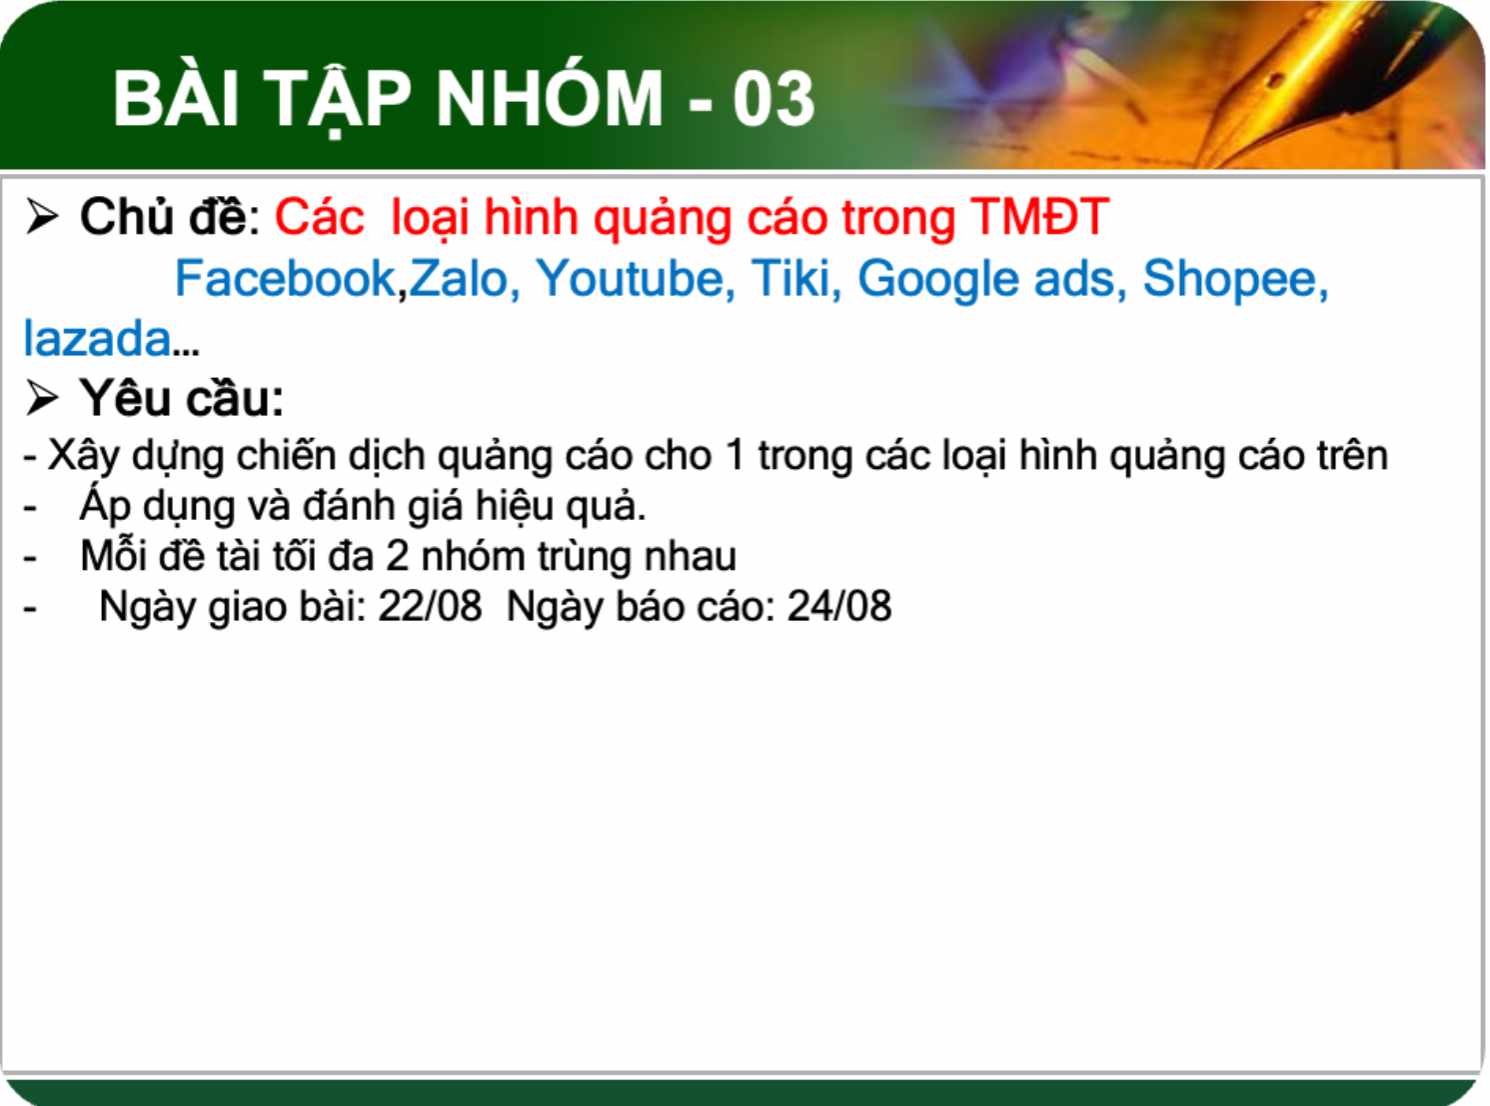 BÀI TẬP NHÓM - 03
➢ Chủ đề: Các loại hình quảng cáo trong TMĐT
Facebook,Zalo, Youtube, Tiki, Google ads, Shopee,
lazada...
➢ Yêu cầu:
- Xây dựng chiến dịch quảng cáo cho 1 trong các loại hình quảng cáo trên
- Áp dụng và đánh giá hiệu quả.
- Mỗi đề tài tối đa 2 nhóm trùng nhau
- Ngày giao bài: 22/08 Ngày báo cáo: 24/08